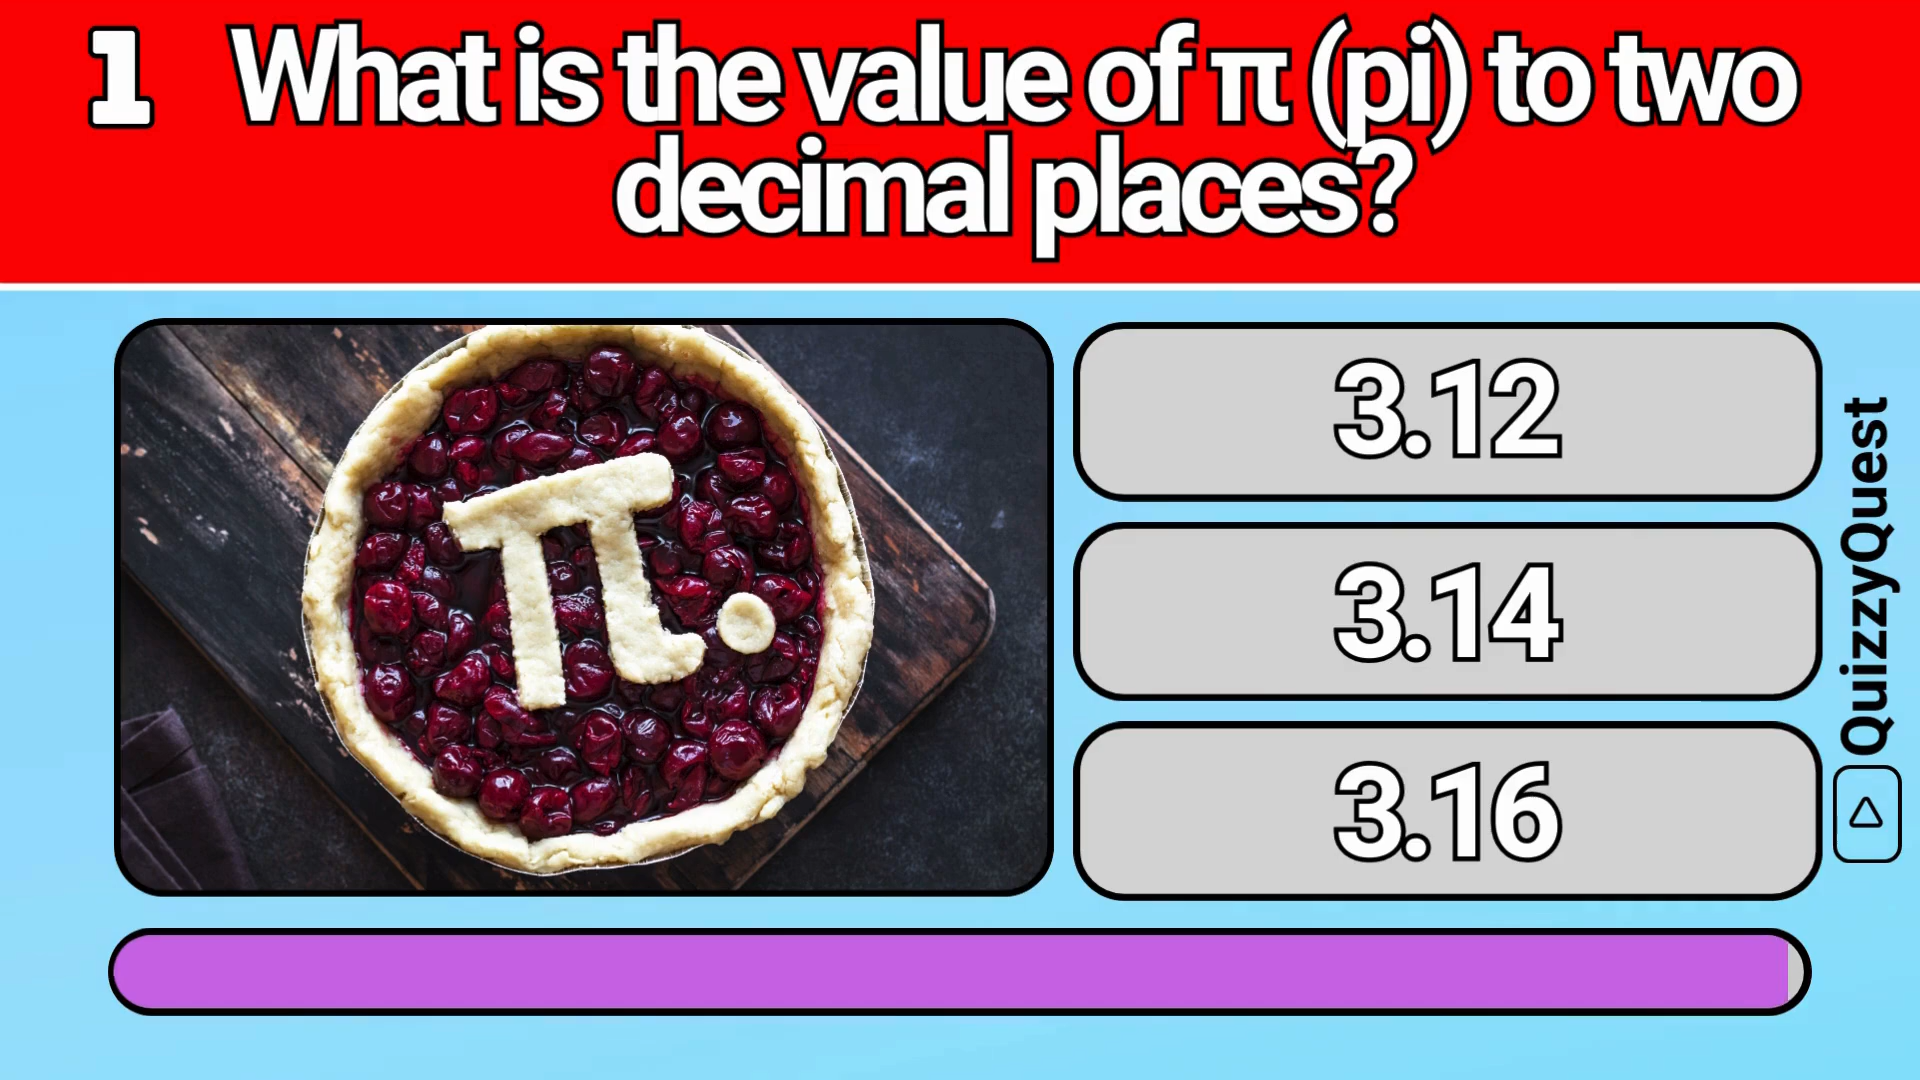 1 What is the value of π (pi) to two
decimal places?
π.
3.12
3.14
3.16
QuizzyQuest